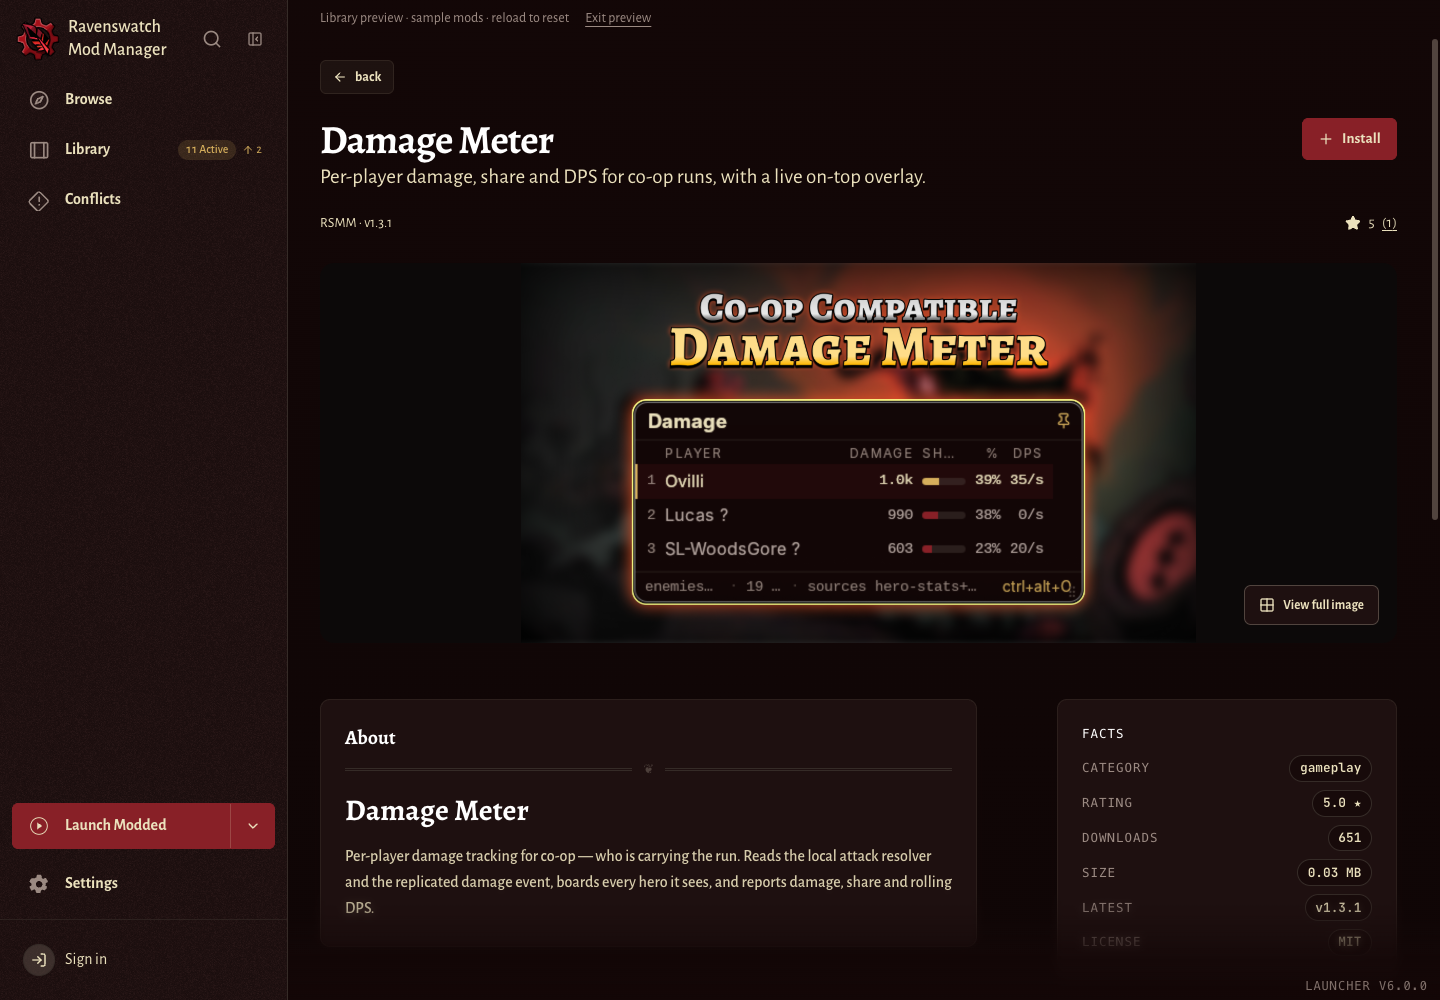 Ravenswatch
Mod Manager
Browse
Library
11 Active
↑ 2
Conflicts
Launch Modded
Settings
Sign in
Library preview · sample mods · reload to reset
Exit preview
← back
Damage Meter
+ Install
Per-player damage, share and DPS for co-op runs, with a live on-top overlay.
RSMM · v1.3.1
★ 5 (1)
Co-op Compatible
Damage Meter
Damage
PLAYER DAMAGE SH... % DPS
1 Ovilli 1.0k 39% 35/s
2 Lucas ? 990 38% 0/s
3 SL-WoodsGore ? 603 23% 20/s
enemies… · 19 … · sources hero-stats+… ctrl+alt+O
View full image
About
Damage Meter
Per-player damage tracking for co-op — who is carrying the run. Reads the local attack resolver
and the replicated damage event, boards every hero it sees, and reports damage, share and rolling
DPS.
FACTS
CATEGORY gameplay
RATING 5.0 ★
DOWNLOADS 651
SIZE 0.03 MB
LATEST v1.3.1
LICENSE MIT
LAUNCHER V6.0.0